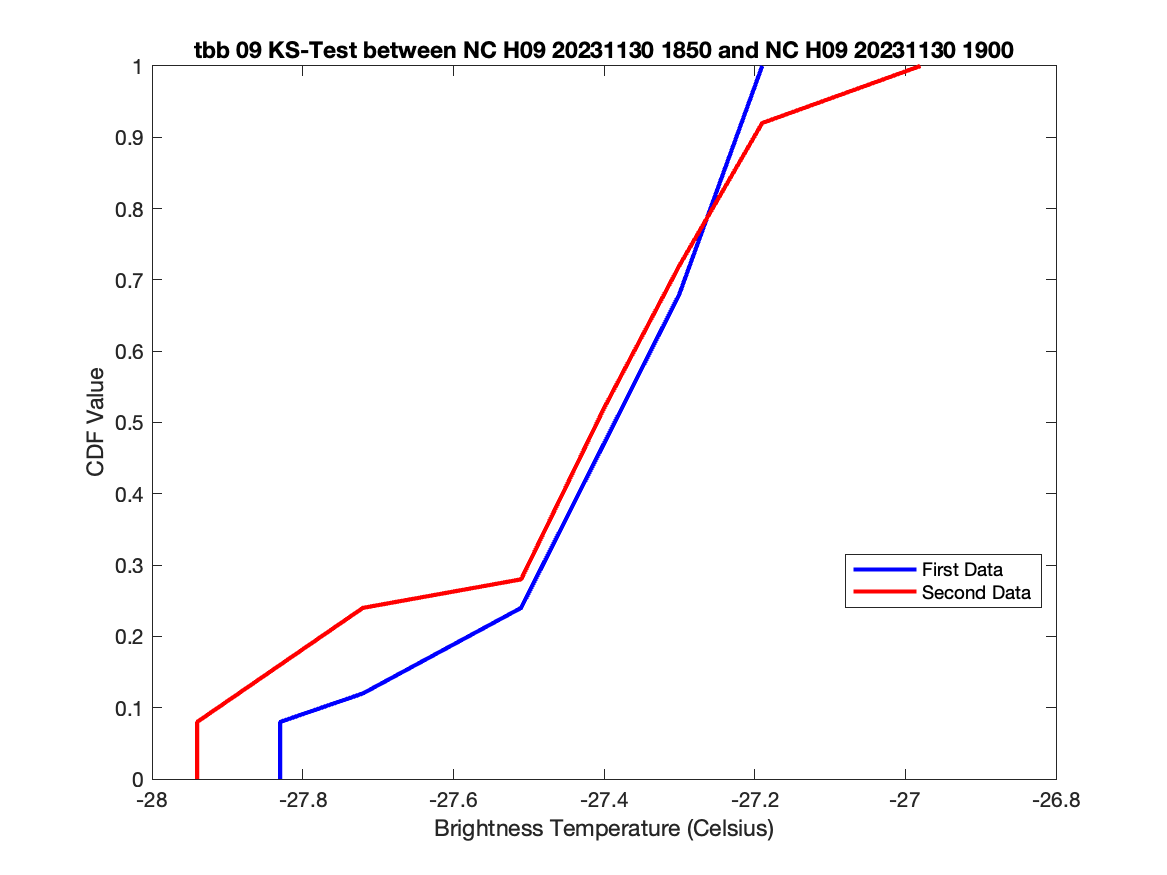 tbb 09 KS-Test between NC H09 20231130 1850 and NC H09 20231130 1900
1
0.9
0.8
0.7
0.6
0.5
0.4
0.3
0.2
0.1
0
CDF Value
First Data
Second Data
-28 -27.8 -27.6 -27.4 -27.2 -27 -26.8
Brightness Temperature (Celsius)